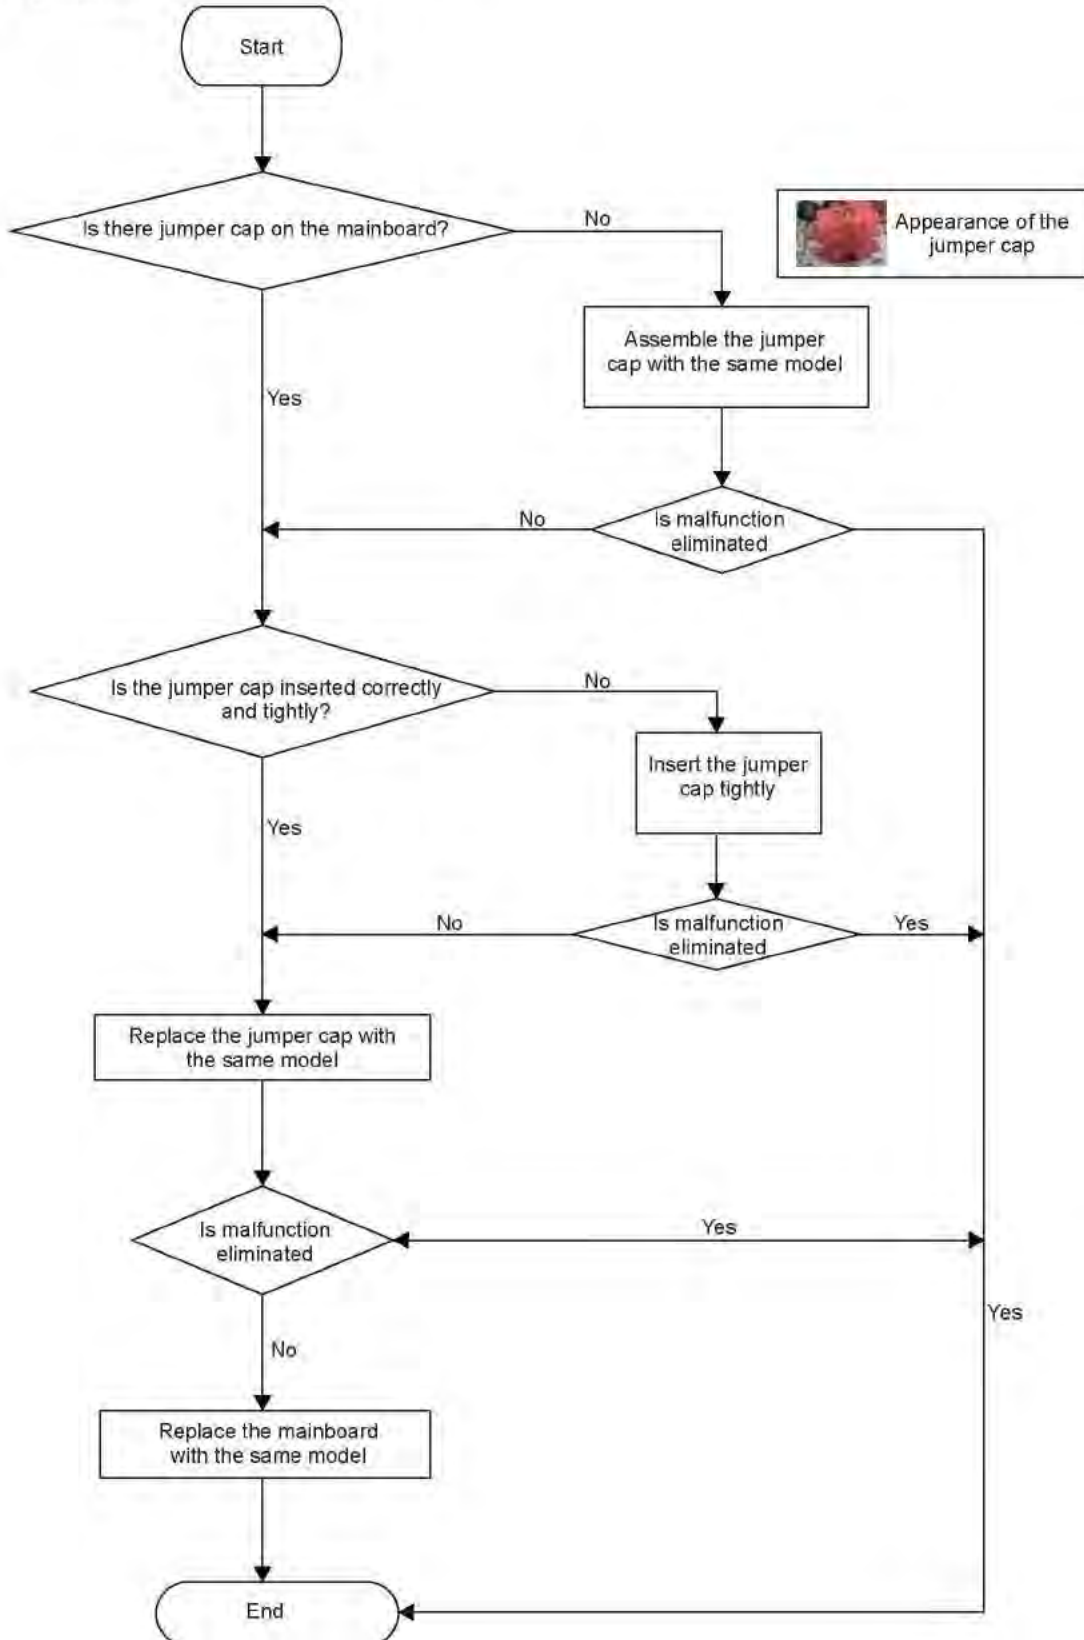 Start
Is there jumper cap on the mainboard?
No
Appearance of the
jumper cap
Assemble the jumper
cap with the same model
Yes
No
Is malfunction
eliminated
Is the jumper cap inserted correctly
and tightly?
No
Insert the jumper
cap tightly
Yes
No
Is malfunction
eliminated
Yes
Replace the jumper cap with
the same model
Is malfunction
eliminated
Yes
Yes
No
Replace the mainboard
with the same model
End